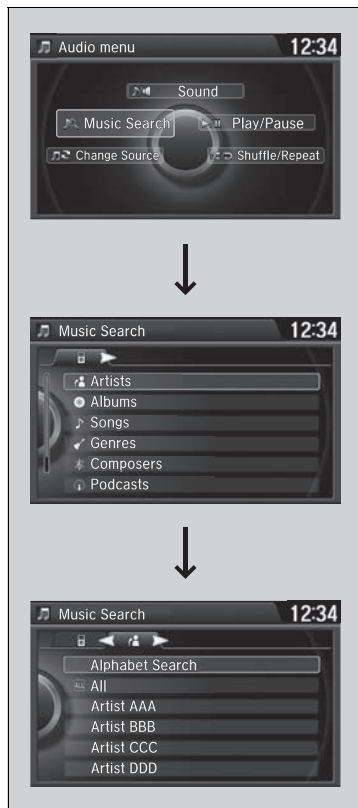 Audio menu 12:34
Sound
Music Search Play/Pause
Change Source Shuffle/Repeat
Music Search 12:34
Artists
Albums
Songs
Genres
Composers
Podcasts
Music Search 12:34
Alphabet Search
ALL All
Artist AAA
Artist BBB
Artist CCC
Artist DDD